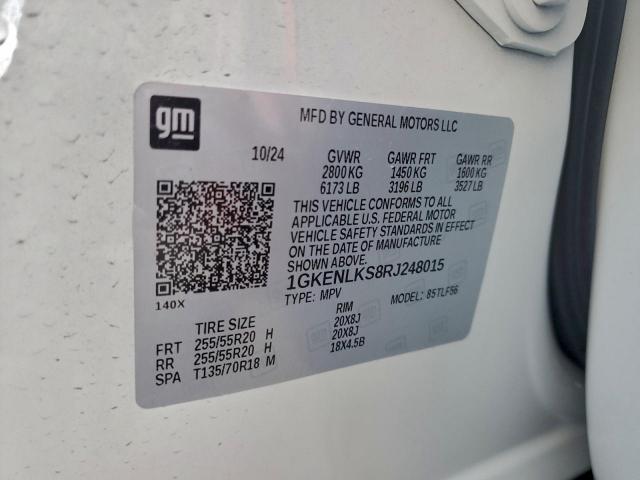 gm
MFD BY GENERAL MOTORS LLC
10/24
GVWR GAWR FRT GAWR RR
2800 KG 1450 KG 1600 KG
6173 LB 3196 LB 3527 LB
THIS VEHICLE CONFORMS TO ALL
APPLICABLE U.S. FEDERAL MOTOR
VEHICLE SAFETY STANDARDS IN EFFECT
ON THE DATE OF MANUFACTURE
SHOWN ABOVE.
1GKENLKS8RJ248015
TYPE: MPV MODEL: 85TLF56
140X
TIRE SIZE RIM
FRT 255/55R20 H 20X8J
RR 255/55R20 H 20X8J
SPA T135/70R18 M 18X4.5B